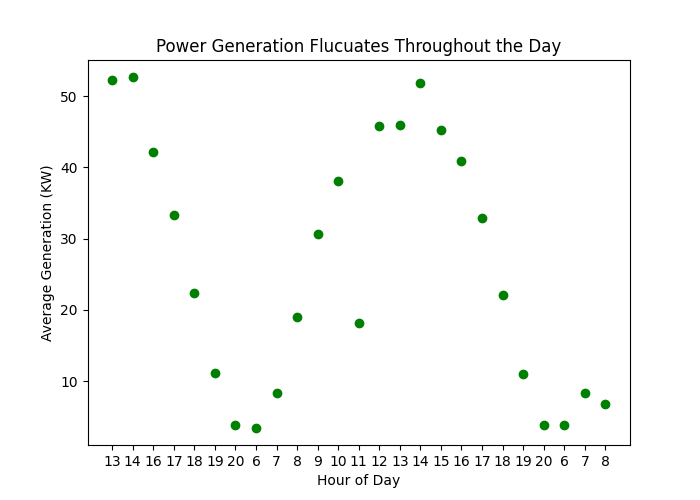 Power Generation Flucuates Throughout the Day
Average Generation (KW)
50
40
30
20
10
13 14 16 17 18 19 20 6 7 8 9 10 11 12 13 14 15 16 17 18 19 20 6 7 8
Hour of Day